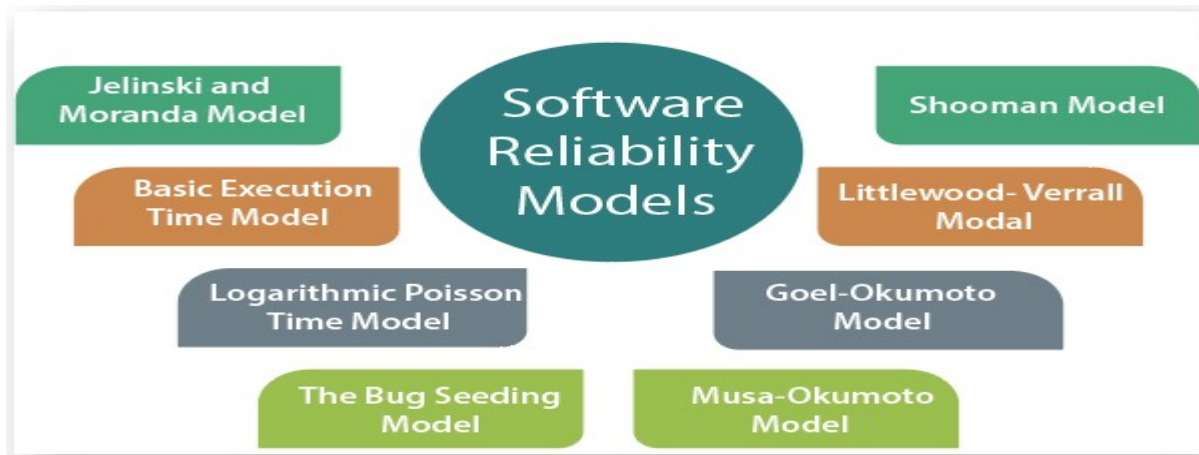 Software
Reliability
Models
Jelinski and
Moranda Model
Shooman Model
Basic Execution
Time Model
Littlewood- Verrall
Modal
Logarithmic Poisson
Time Model
Goel-Okumoto
Model
The Bug Seeding
Model
Musa-Okumoto
Model